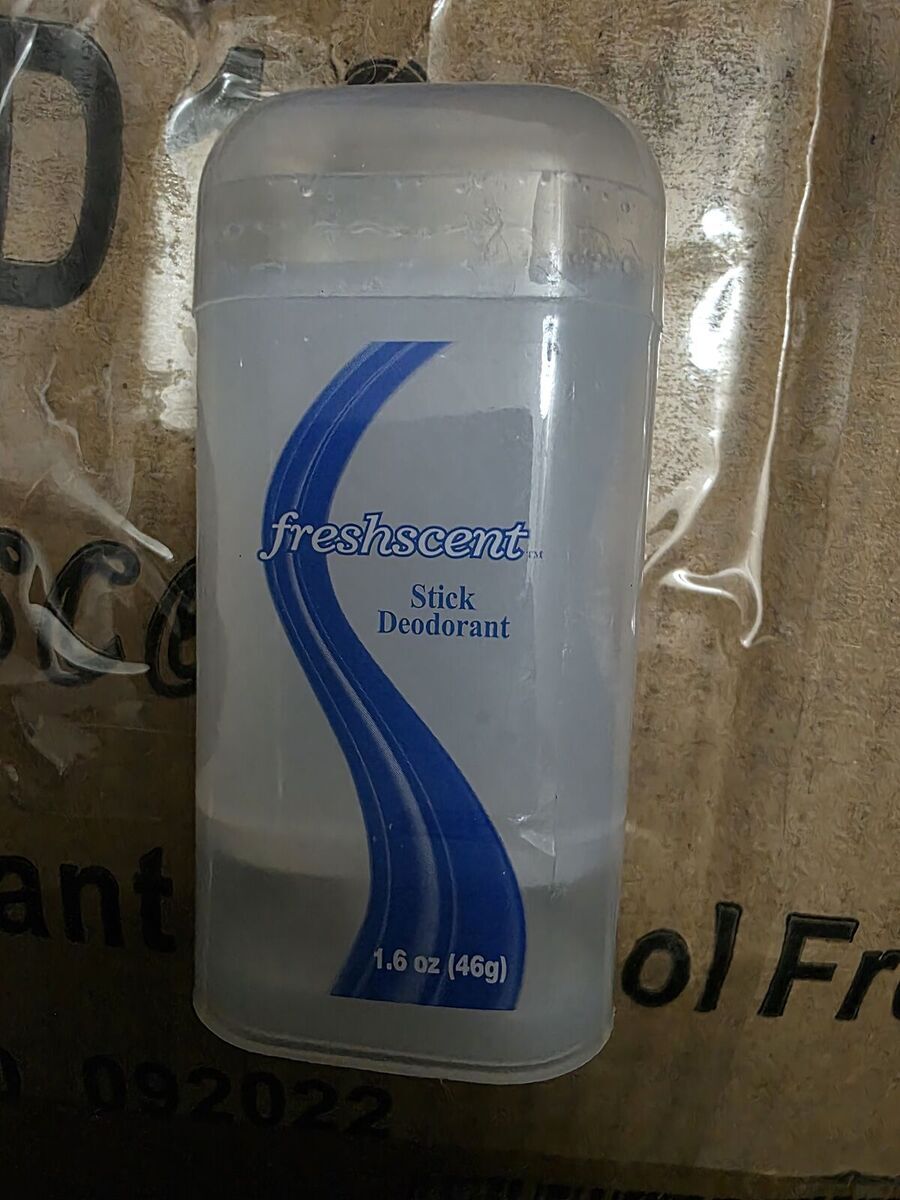 freshscent™
Stick
Deodorant
1.6 oz (46g)
ant
ol Fr
092022